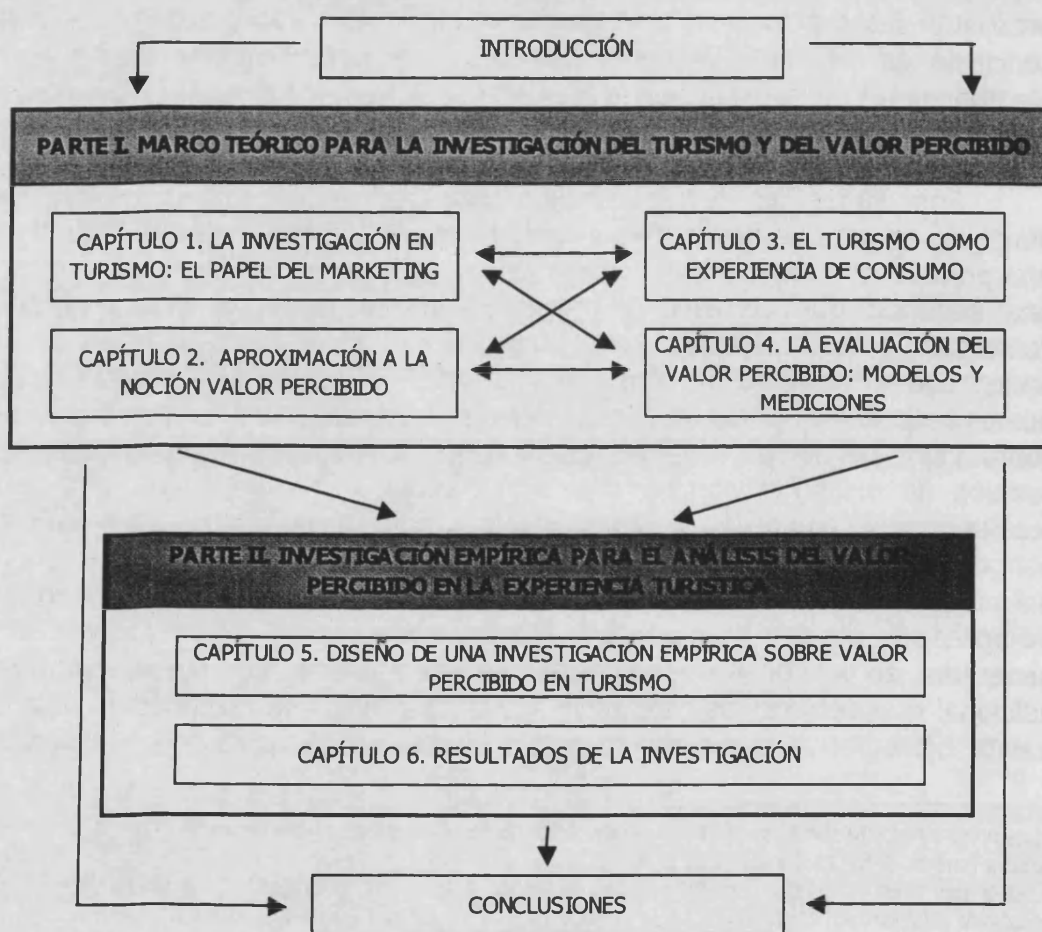 INTRODUCCIÓN
PARTE I. MARCO TEÓRICO PARA LA INVESTIGACIÓN DEL TURISMO Y DEL VALOR PERCIBIDO
CAPÍTULO 1: LA INVESTIGACIÓN EN
TURISMO: EL PAPEL DEL MARKETING
CAPÍTULO 3. EL TURISMO COMO
EXPERIENCIA DE CONSUMO
CAPÍTULO 2. APROXIMACIÓN A LA
NOCIÓN VALOR PERCIBIDO
CAPÍTULO 4. LA EVALUACIÓN DEL
VALOR PERCIBIDO: MODELOS Y
MEDICIONES
PARTE II. INVESTIGACIÓN EMPÍRICA PARA EL ANÁLISIS DEL VALOR
PERCIBIDO EN LA EXPERIENCIA TURISTICA
CAPÍTULO 5. DISEÑO DE UNA INVESTIGACIÓN EMPÍRICA SOBRE VALOR
PERCIBIDO EN TURISMO
CAPÍTULO 6. RESULTADOS DE LA INVESTIGACIÓN
CONCLUSIONES